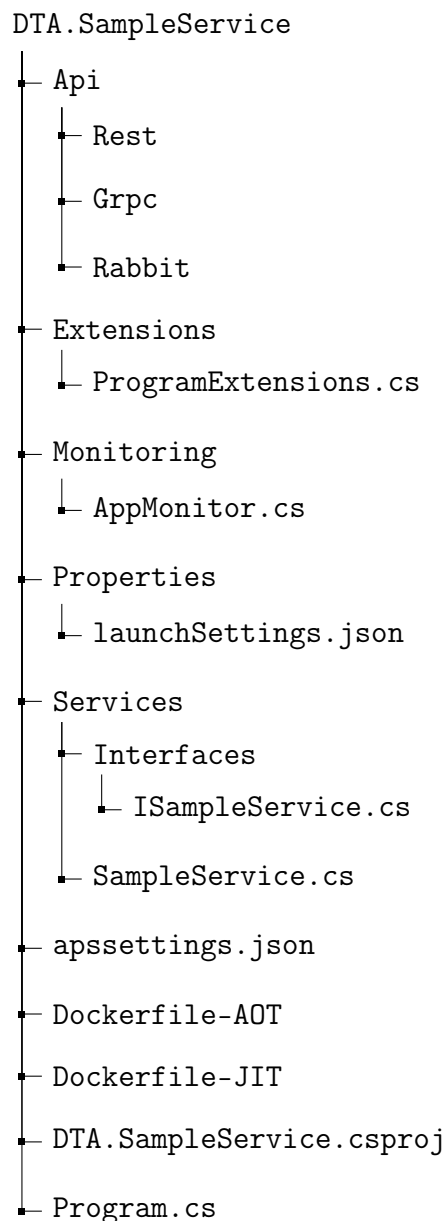 DTA.SampleService
Api
Rest
Grpc
Rabbit
Extensions
ProgramExtensions.cs
Monitoring
AppMonitor.cs
Properties
launchSettings.json
Services
Interfaces
ISampleService.cs
SampleService.cs
apssettings.json
Dockerfile-AOT
Dockerfile-JIT
DTA.SampleService.csproj
Program.cs